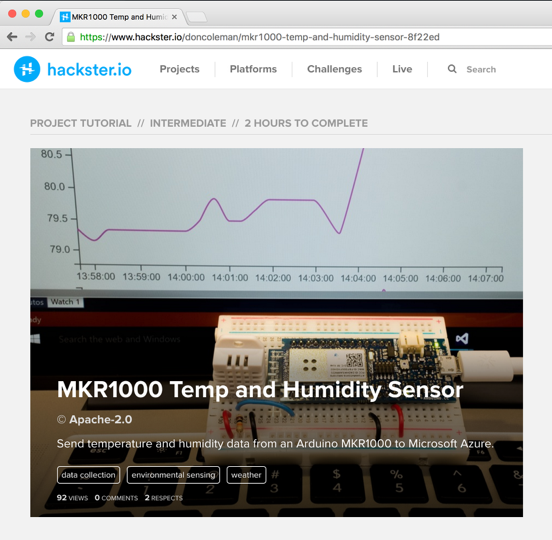 MKR1000 Temp and Humid
https://www.hackster.io/doncoleman/mkr1000-temp-and-humidity-sensor-8f22ed
hackster.io
Projects
Platforms
Challenges
Live
Search
PROJECT TUTORIAL // INTERMEDIATE // 2 HOURS TO COMPLETE
80.5
80.0
79.5
79.0
13:58:00 13:59:00 14:00:00 14:01:00 14:02:00 14:03:00 14:04:00 14:05:00 14:06:00 14:07:00
Watch 1
Search the web and Windows
MKR1000 Temp and Humidity Sensor
© Apache-2.0
Send temperature and humidity data from an Arduino MKR1000 to Microsoft Azure.
data collection
environmental sensing
weather
92 VIEWS 0 COMMENTS 2 RESPECTS
# $ % ^
3 4 5 6